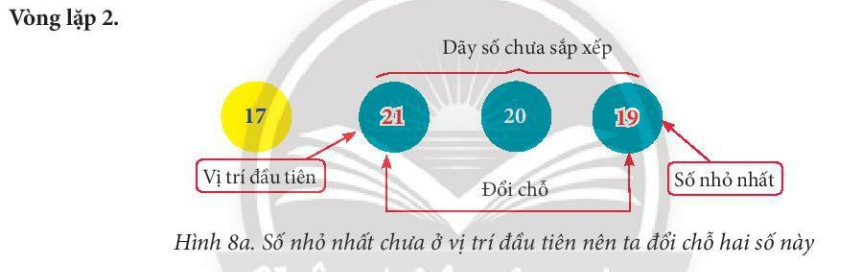 Vòng lặp 2.
Dãy số chưa sắp xếp
17 21 20 19
Vị trí đầu tiên
Đổi chỗ
Số nhỏ nhất
Hình 8a. Số nhỏ nhất chưa ở vị trí đầu tiên nên ta đổi chỗ hai số này